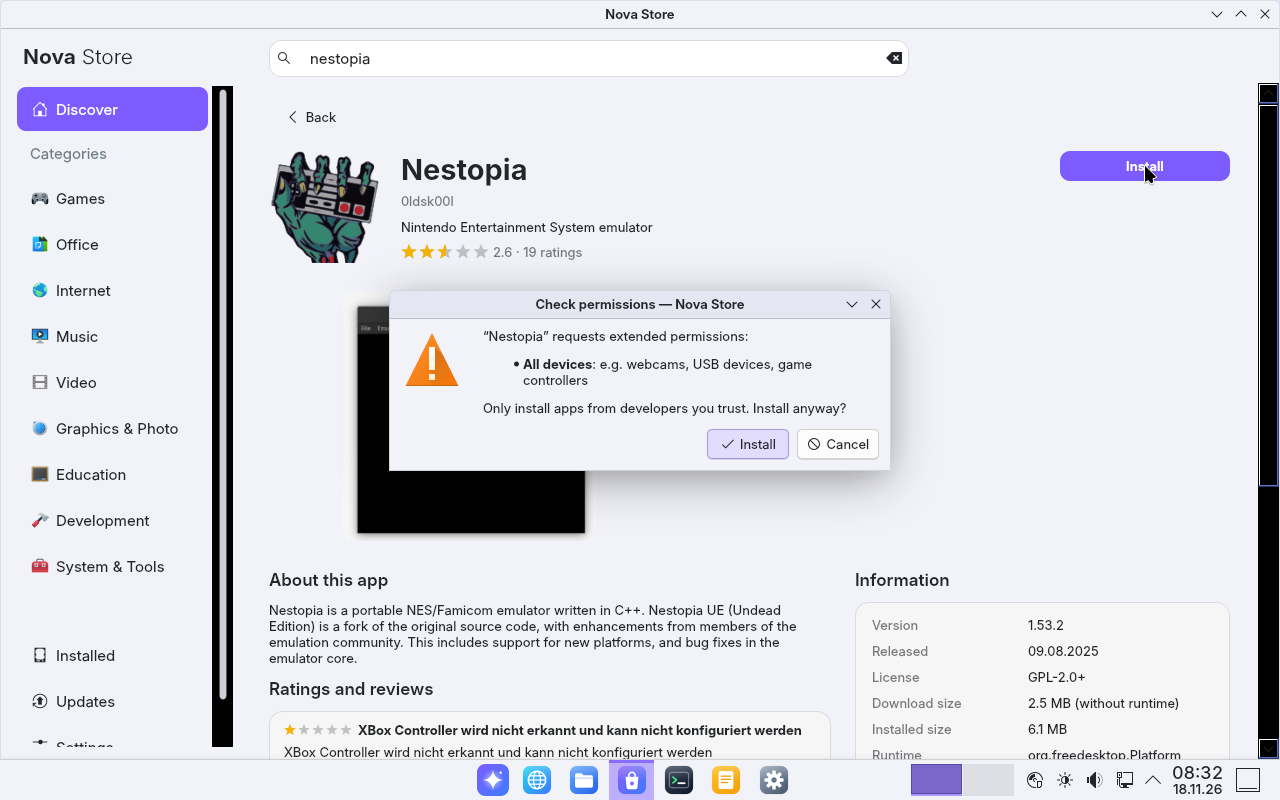 Nova Store
Nova Store
nestopia
Discover
Categories
Games
Office
Internet
Music
Video
Graphics & Photo
Education
Development
System & Tools
Installed
Updates
Settings
Back
Nestopia
0ldsk00l
Nintendo Entertainment System emulator
2.6 · 19 ratings
Install
File
Check permissions — Nova Store
“Nestopia” requests extended permissions:
• All devices: e.g. webcams, USB devices, game
controllers
Only install apps from developers you trust. Install anyway?
Install
Cancel
About this app
Nestopia is a portable NES/Famicom emulator written in C++. Nestopia UE (Undead
Edition) is a fork of the original source code, with enhancements from members of the
emulation community. This includes support for new platforms, and bug fixes in the
emulator core.
Ratings and reviews
XBox Controller wird nicht erkannt und kann nicht konfiguriert werden
XBox Controller wird nicht erkannt und kann nicht konfiguriert werden
Information
Version 1.53.2
Released 09.08.2025
License GPL-2.0+
Download size 2.5 MB (without runtime)
Installed size 6.1 MB
Runtime org.freedesktop.Platform
08:32
18.11.26